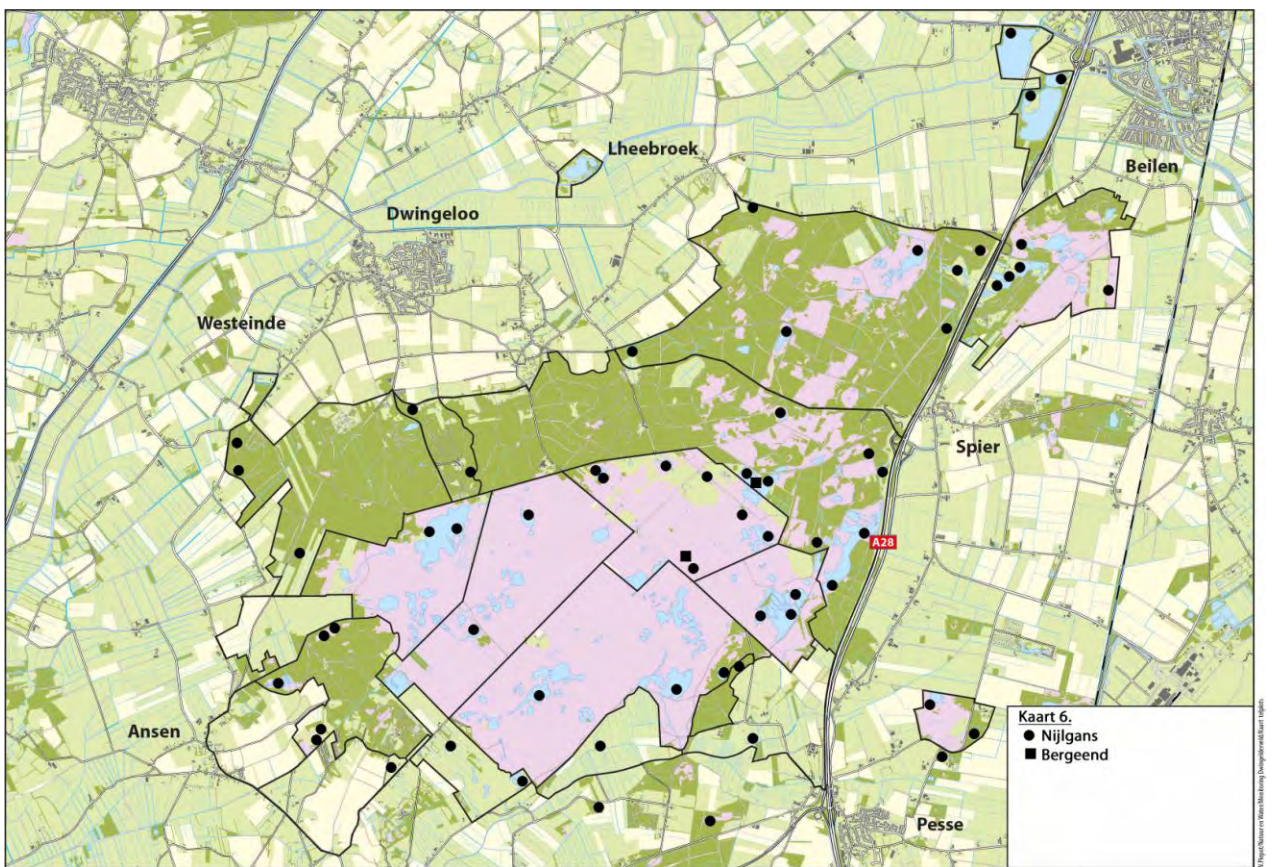 Lheebroek
Beilen
Dwingeloo
Westeinde
Spier
A28
Ansen
Pesse
Kaart 6.
Nijlgans
Bergeend